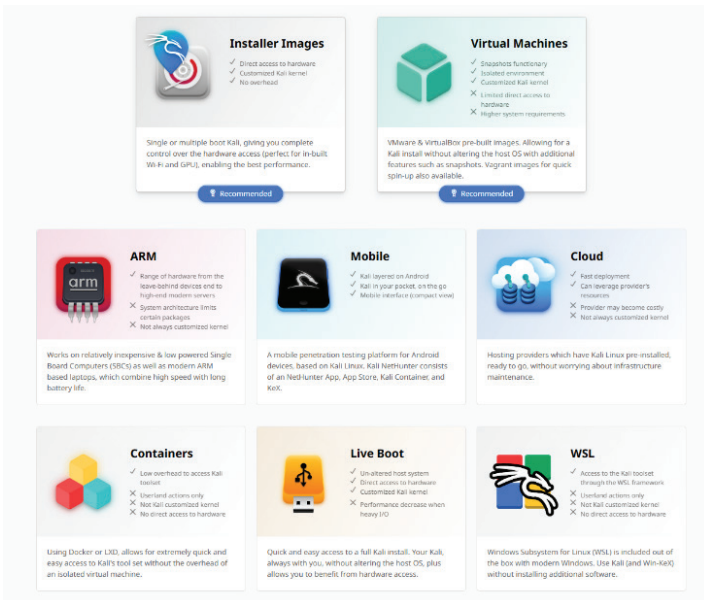 Installer Images
✓ Direct access to hardware
✓ Customized Kali kernel
✓ No overhead
Single or multiple boot Kali, giving you complete
control over the hardware access (perfect for in-built
Wi-Fi and GPU), enabling the best performance.
Recommended
Virtual Machines
✓ Snapshots functionary
✓ Isolated environment
✓ Customized Kali kernel
✕ Limited direct access to
hardware
✕ Higher system requirements
VMware & VirtualBox pre-built images. Allowing for a
Kali install without altering the host OS with additional
features such as snapshots. Vagrant images for quick
spin-up also available.
Recommended
arm
ARM
✓ Range of hardware from the
leave-behind devices end to
high-end modern servers
✕ System architecture limits
certain packages
✕ Not always customized kernel
Works on relatively inexpensive & low powered Single
Board Computers (SBCs) as well as modern ARM
based laptops, which combine high speed with long
battery life.
Mobile
✓ Kali layered on Android
✓ Kali in your pocket, on the go
✓ Mobile interface (compact view)
A mobile penetration testing platform for Android
devices, based on Kali Linux. Kali NetHunter consists
of an NetHunter App, App Store, Kali Container, and
KeX.
Cloud
✓ Fast deployment
✓ Can leverage provider's
resources
✕ Provider may become costly
✕ Not always customized kernel
Hosting providers which have Kali Linux pre-installed,
ready to go, without worrying about infrastructure
maintenance.
Containers
✓ Low overhead to access Kali
toolset
✕ Userland actions only
✕ Not Kali customized kernel
✕ No direct access to hardware
Using Docker or LXD, allows for extremely quick and
easy access to Kali's tool set without the overhead of
an isolated virtual machine.
Live Boot
✓ Un-altered host system
✓ Direct access to hardware
✓ Customized Kali kernel
✕ Performance decrease when
heavy I/O
Quick and easy access to a full Kali install. Your Kali,
always with you, without altering the host OS, plus
allows you to benefit from hardware access.
WSL
✓ Access to the Kali toolset
through the WSL framework
✕ Userland actions only
✕ Not Kali customized kernel
✕ No direct access to hardware
Windows Subsystem for Linux (WSL) is included out of
the box with modern Windows. Use Kali (and Win-KeX)
without installing additional software.